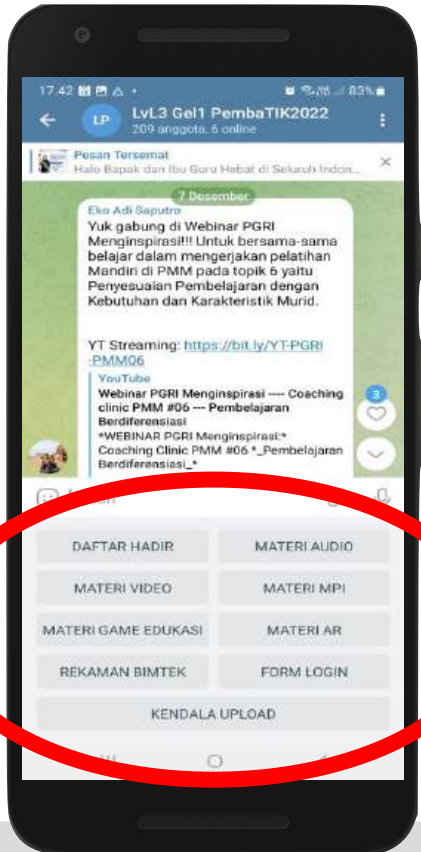 17.42
83%
LP
LvL3 Gel1 PembaTIK2022
209 anggota, 6 online
Pesan Tersemat
Halo Bapak dan Ibu Guru Hebat di Seluruh Indon...
7 Desember
Eko Adi Saputro
Yuk gabung di Webinar PGRI
Menginspirasi!!! Untuk bersama-sama
belajar dalam mengerjakan pelatihan
Mandiri di PMM pada topik 6 yaitu
Penyesuaian Pembelajaran dengan
Kebutuhan dan Karakteristik Murid.
YT Streaming: https://bit.ly/YT-PGRI
-PMM06
YouTube
Webinar PGRI Menginspirasi ---- Coaching
clinic PMM #06 --- Pembelajaran
Berdiferensiasi
*WEBINAR PGRI Menginspirasi:*
Coaching Clinic PMM #06 *_Pembelajaran
Berdiferensiasi_*
3
DAFTAR HADIR
MATERI AUDIO
MATERI VIDEO
MATERI MPI
MATERI GAME EDUKASI
MATERI AR
REKAMAN BIMTEK
FORM LOGIN
KENDALA UPLOAD